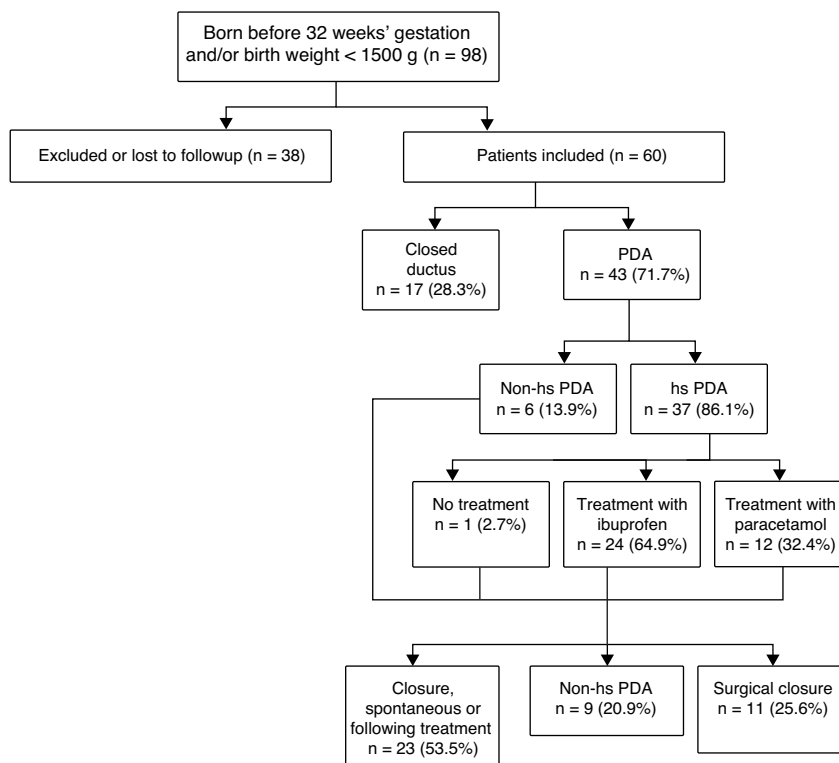 Born before 32 weeks’ gestation
and/or birth weight < 1500 g (n = 98)
Excluded or lost to followup (n = 38)
Patients included (n = 60)
Closed
ductus
n = 17 (28.3%)
PDA
n = 43 (71.7%)
Non-hs PDA
n = 6 (13.9%)
hs PDA
n = 37 (86.1%)
No treatment
n = 1 (2.7%)
Treatment with
ibuprofen
n = 24 (64.9%)
Treatment with
paracetamol
n = 12 (32.4%)
Closure,
spontaneous or
following treatment
n = 23 (53.5%)
Non-hs PDA
n = 9 (20.9%)
Surgical closure
n = 11 (25.6%)